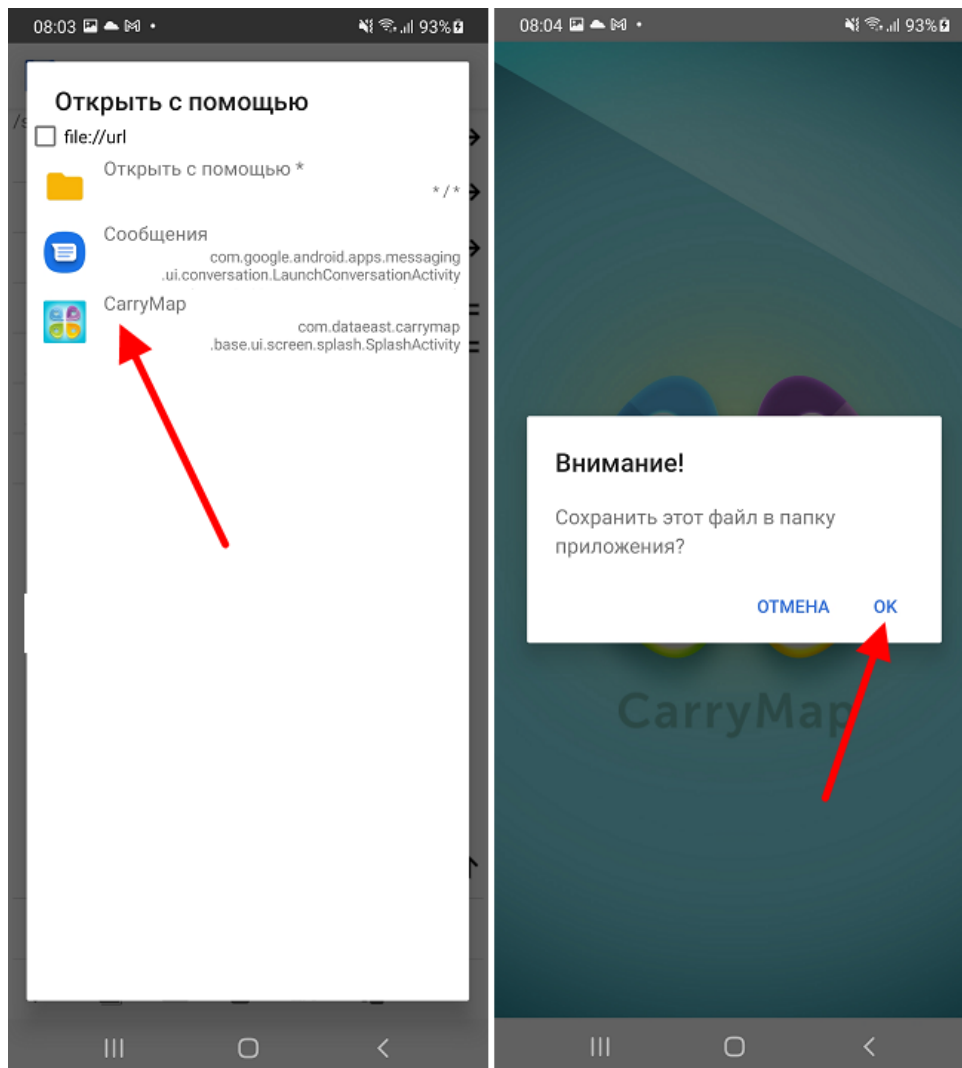 08:03
93%
Открыть с помощью
/s
file://url
Открыть с помощью *
*/*
Сообщения
com.google.android.apps.messaging
.ui.conversation.LaunchConversationActivity
CarryMap
com.dataeast.carrymap
.base.ui.screen.splash.SplashActivity
08:04
93%
Внимание!
Сохранить этот файл в папку
приложения?
ОТМЕНА
OK
CarryMap